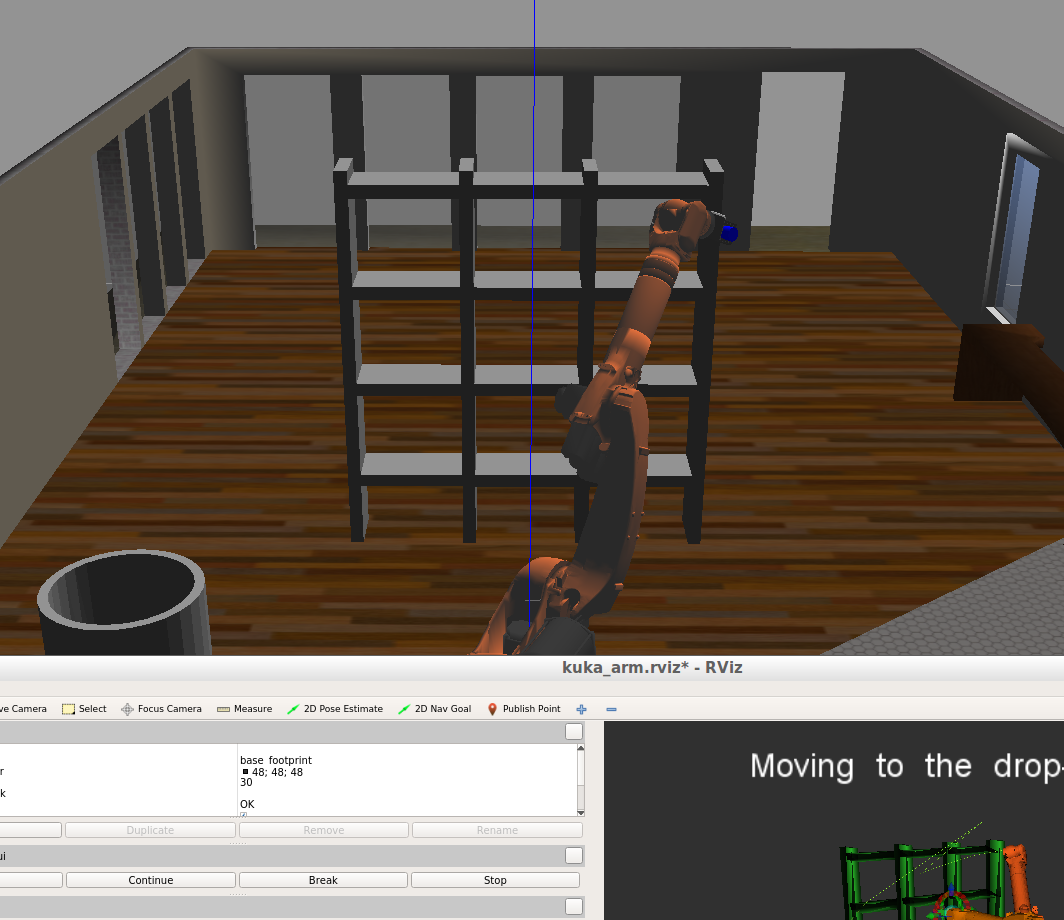 kuka_arm.rviz* - RViz
ve Camera Select Focus Camera Measure 2D Pose Estimate 2D Nav Goal Publish Point
Moving to the drop-
base_footprint
r 48; 48; 48
30
k
OK
Duplicate Remove Rename
ui
Continue Break Stop